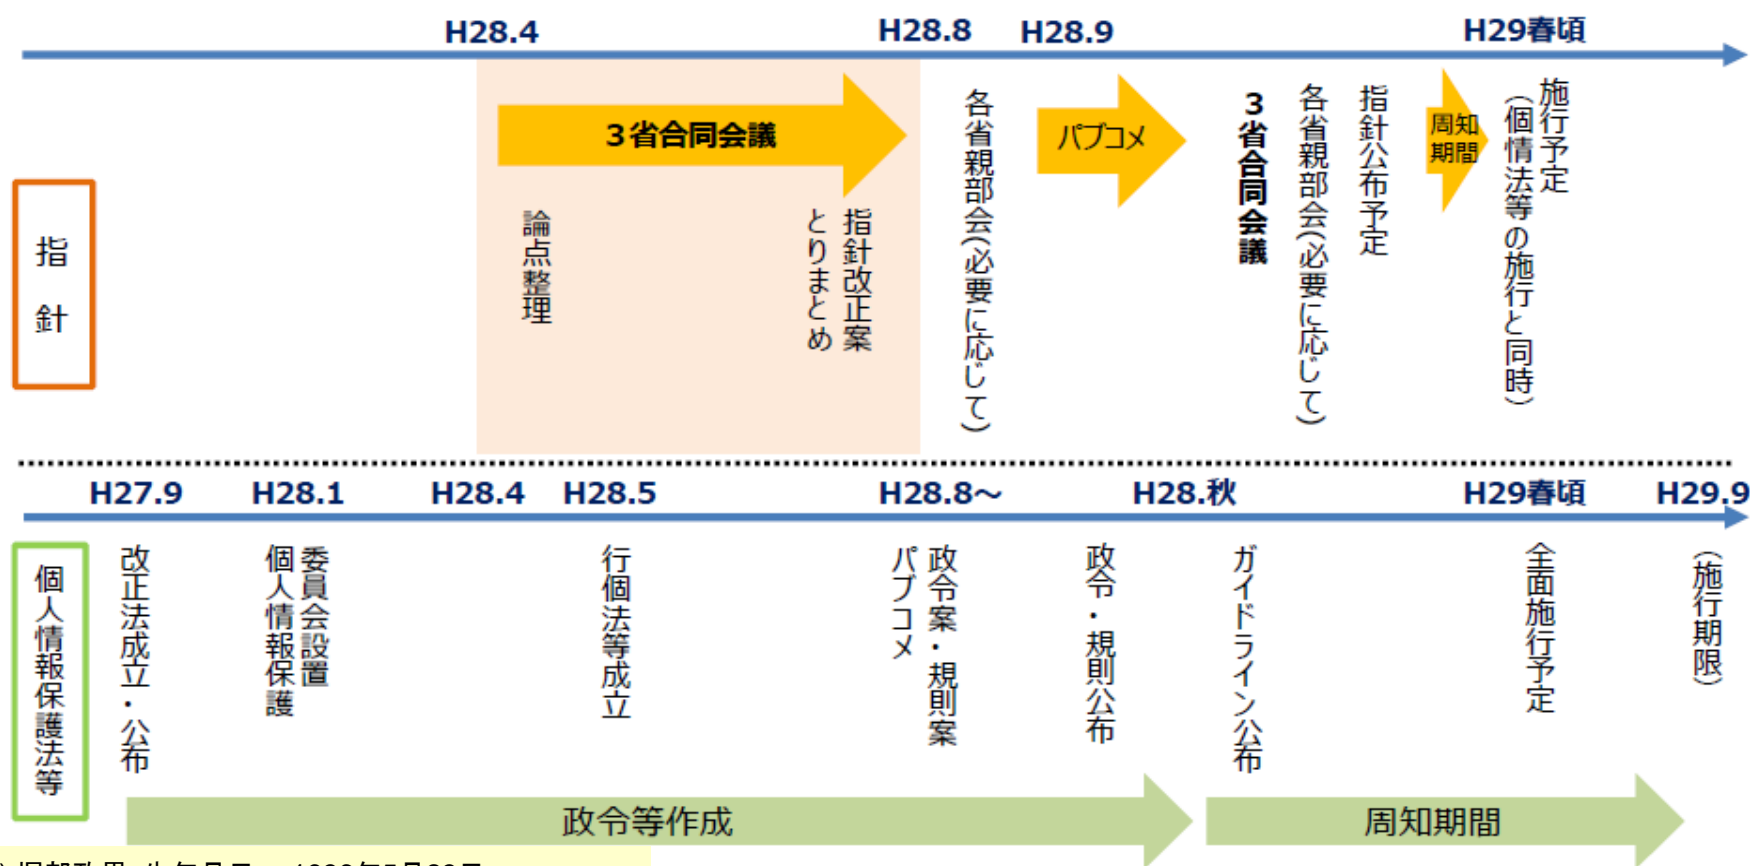 H28.4
H28.8
H28.9
H29春頃
指針
3省合同会議
論点整理
指針改正案
とりまとめ
各省親部会(必要に応じて)
パブコメ
3省合同会議
各省親部会(必要に応じて)
指針公布予定
周知
期間
施行予定
(個情法等の施行と同時)
H27.9
H28.1
H28.4
H28.5
H28.8～
H28.秋
H29春頃
H29.9
個人情報保護法等
改正法成立・公布
個人情報保護
委員会設置
行個法等成立
政令案・規則案
パブコメ
政令・規則公布
ガイドライン公布
全面施行予定
(施行期限)
政令等作成
周知期間